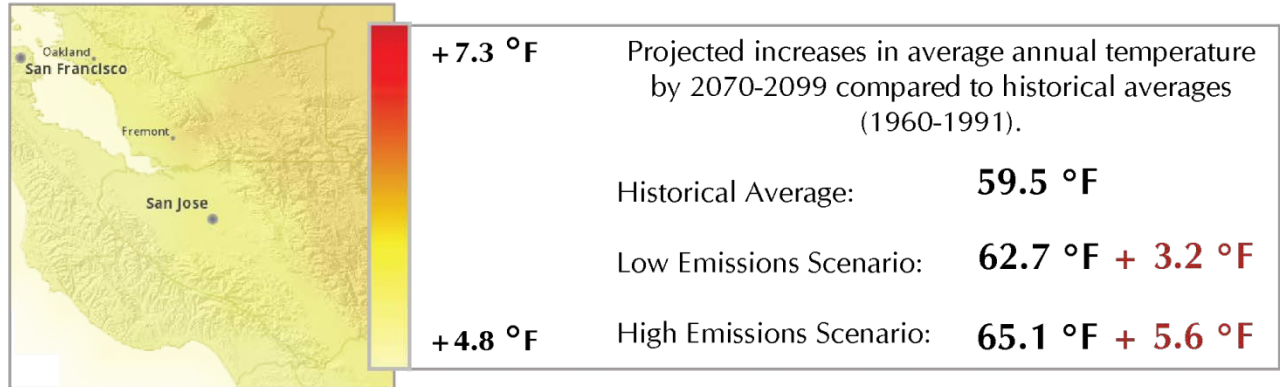 Oakland
San Francisco
Fremont
San Jose
+7.3 °F
+4.8 °F
Projected increases in average annual temperature
by 2070-2099 compared to historical averages
(1960-1991).
Historical Average: 59.5 °F
Low Emissions Scenario: 62.7 °F + 3.2 °F
High Emissions Scenario: 65.1 °F + 5.6 °F